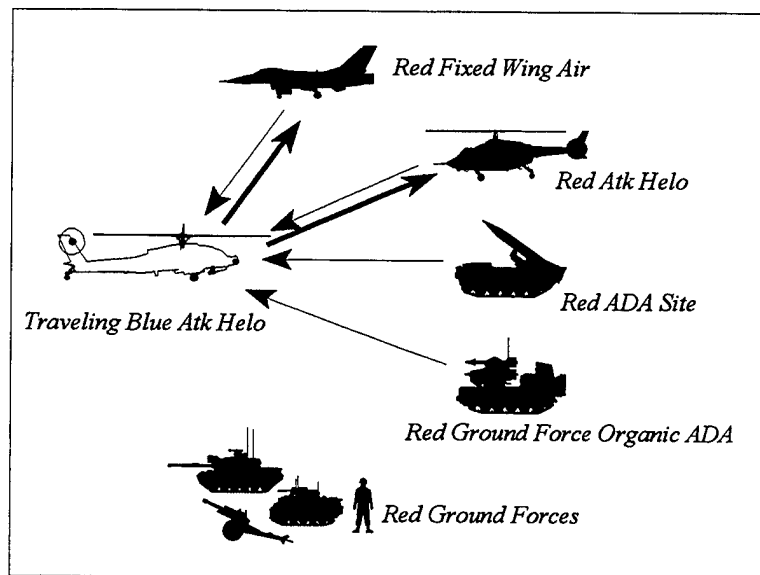 Red Fixed Wing Air
Red Atk Helo
Red ADA Site
Traveling Blue Atk Helo
Red Ground Force Organic ADA
Red Ground Forces